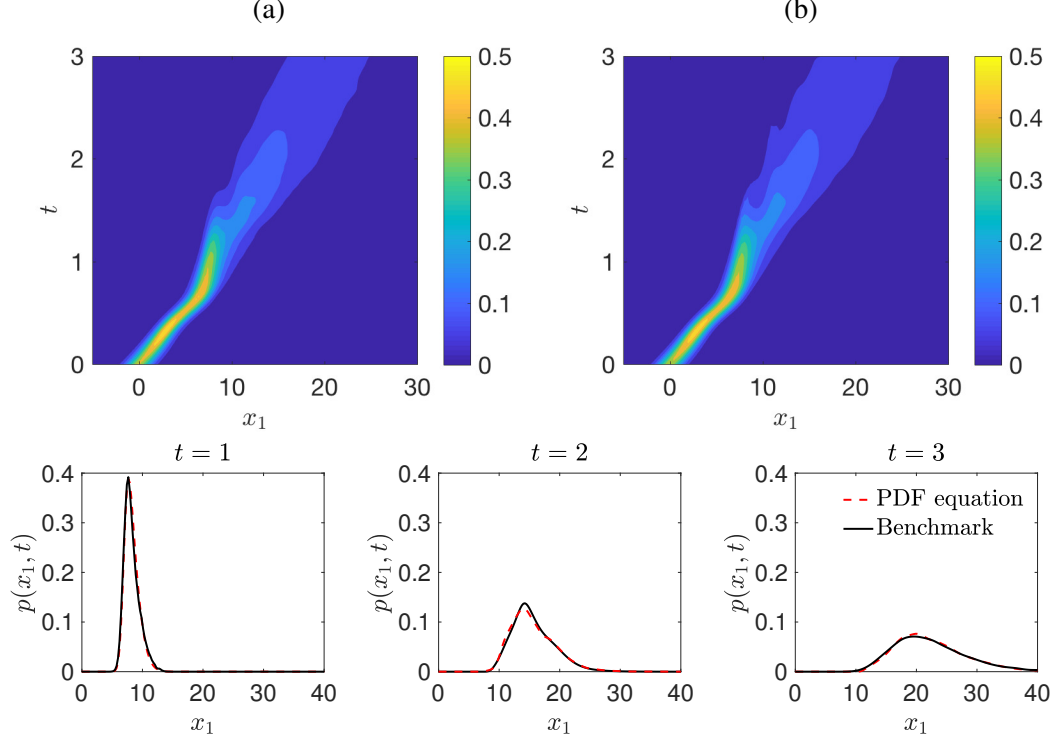 (a)
(b)
3
2
1
0
t
0 10 20 30
x₁
0.5
0.4
0.3
0.2
0.1
0
3
2
1
0
t
0 10 20 30
x₁
0.5
0.4
0.3
0.2
0.1
0
t = 1
0.4
0.3
0.2
0.1
0
p(x₁, t)
0 10 20 30 40
x₁
t = 2
0.4
0.3
0.2
0.1
0
p(x₁, t)
0 10 20 30 40
x₁
t = 3
0.4
0.3
0.2
0.1
0
p(x₁, t)
PDF equation
Benchmark
0 10 20 30 40
x₁